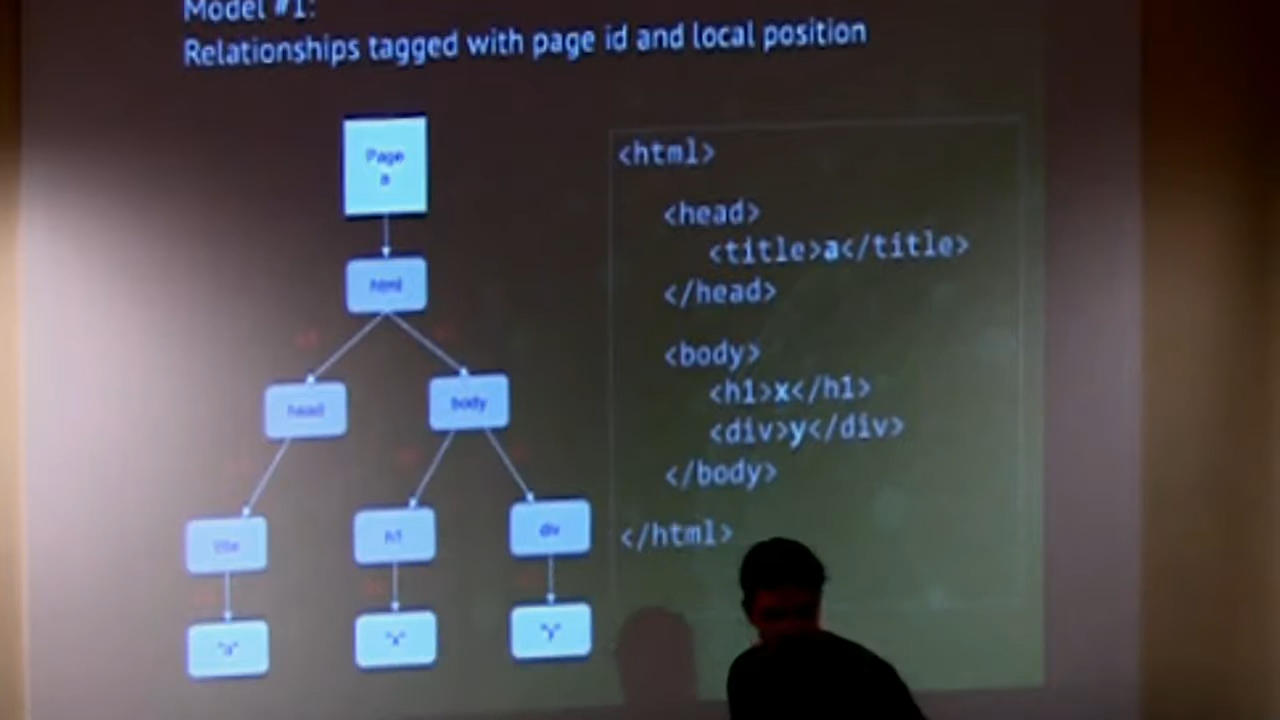 Model #1:
Relationships tagged with page id and local position
Page
a
html
head
body
title
h1
div
"a"
"x"
"y"
<html>
<head>
<title>a</title>
</head>
<body>
<h1>x</h1>
<div>y</div>
</body>
</html>